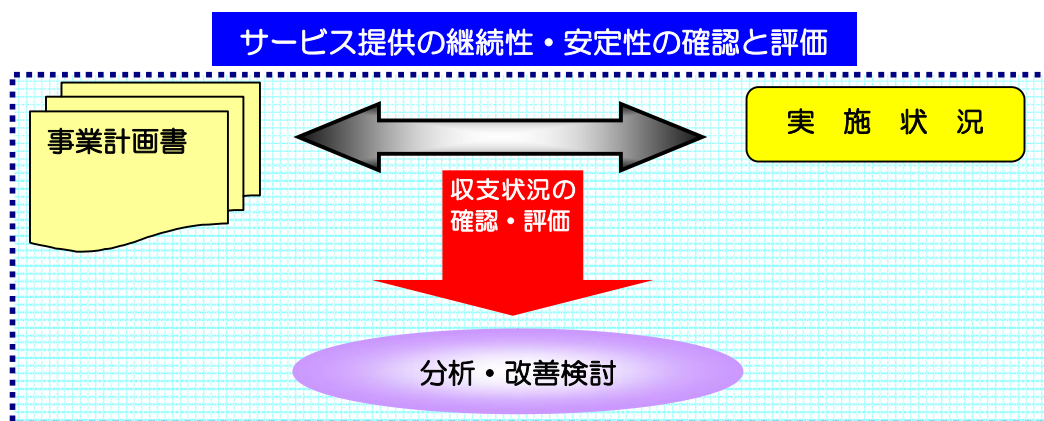 サービス提供の継続性・安定性の確認と評価
事業計画書
実　施　状　況
収支状況の
確認・評価
分析・改善検討